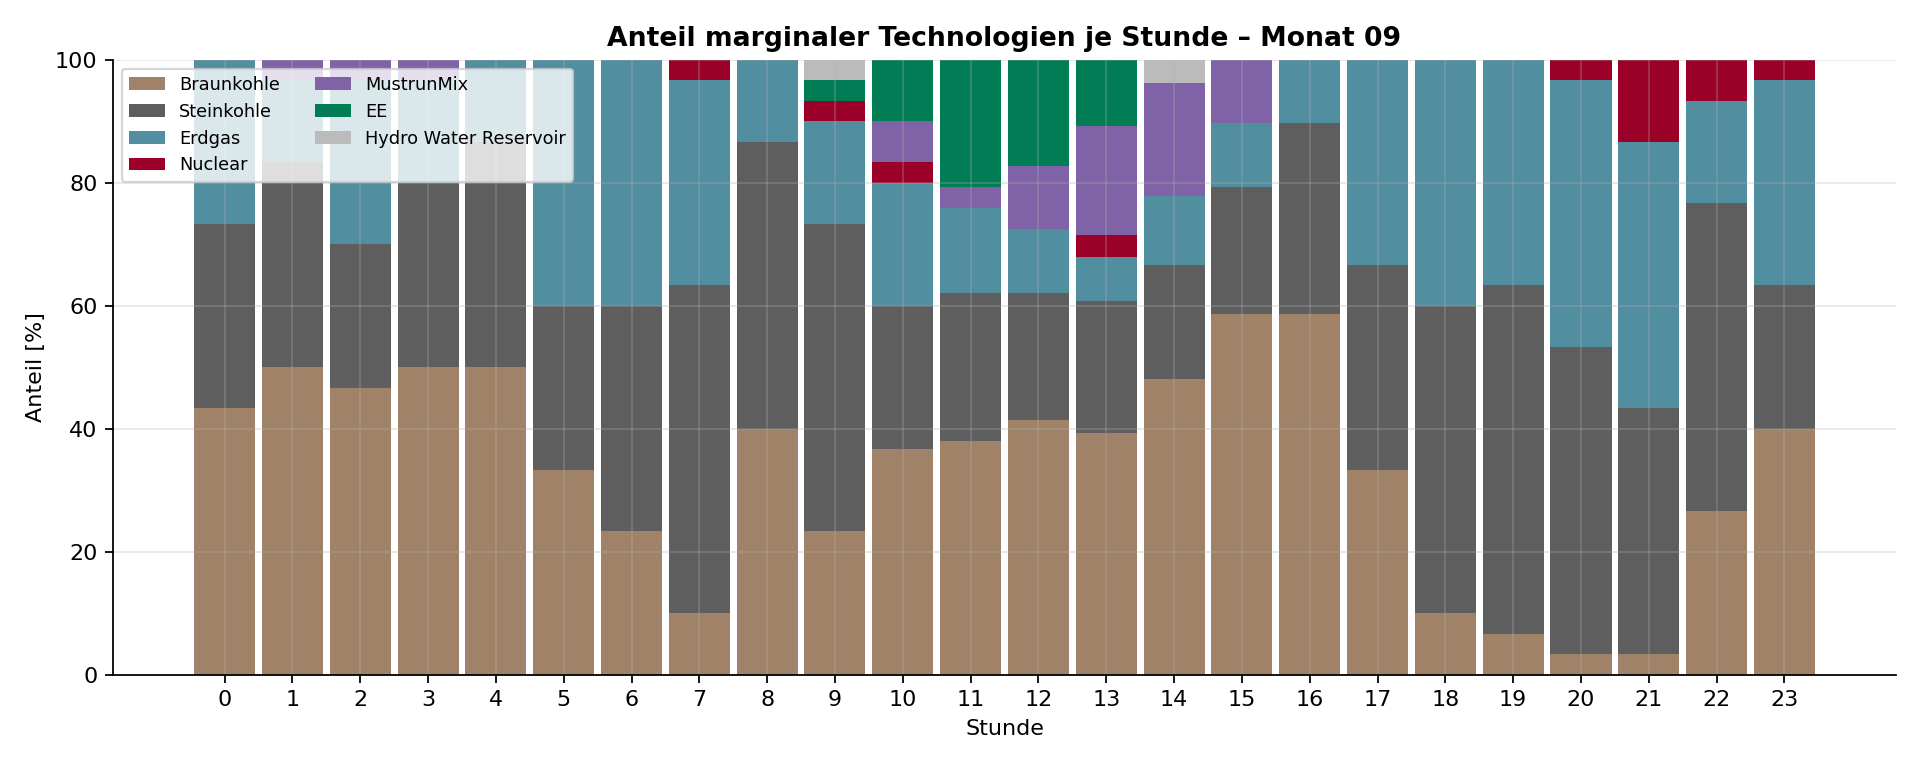 Anteil marginaler Technologien je Stunde – Monat 09
Braunkohle
Steinkohle
Erdgas
Nuclear
MustrunMix
EE
Hydro Water Reservoir
Anteil [%]
100
80
60
40
20
0
0 1 2 3 4 5 6 7 8 9 10 11 12 13 14 15 16 17 18 19 20 21 22 23
Stunde